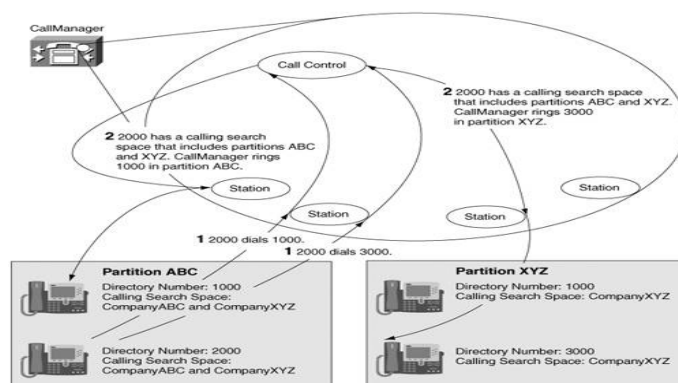 CallManager
Call Control
2 2000 has a calling search
space that includes partitions ABC
and XYZ. CallManager rings
1000 in partition ABC.
2 2000 has a calling search space
that includes partitions ABC and XYZ.
CallManager rings 3000
in partition XYZ.
Station
Station
Station
Station
1 2000 dials 1000.
1 2000 dials 3000.
Partition ABC
Directory Number: 1000
Calling Search Space:
CompanyABC and CompanyXYZ
Directory Number: 2000
Calling Search Space:
CompanyABC and CompanyXYZ
Partition XYZ
Directory Number: 1000
Calling Search Space: CompanyXYZ
Directory Number: 3000
Calling Search Space: CompanyXYZ